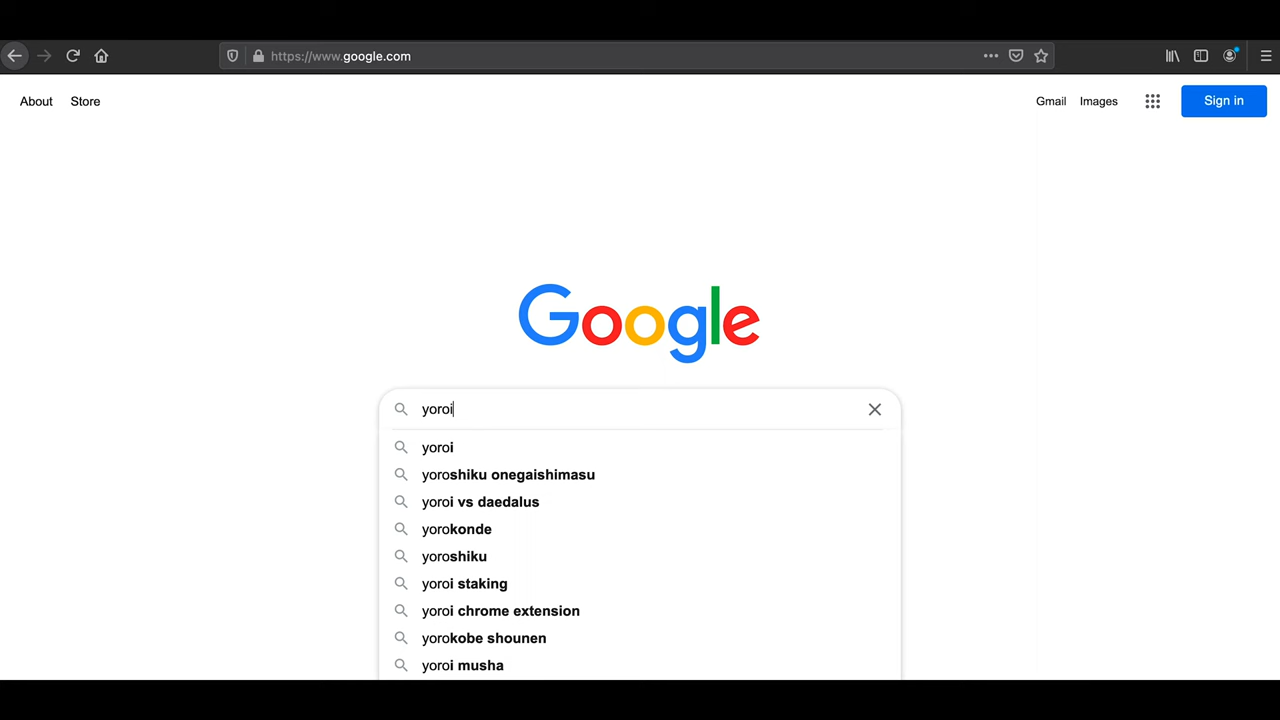 https://www.google.com
About Store
Gmail Images Sign in
Google
yoroi
yoroi
yoroshiku onegaishimasu
yoroi vs daedalus
yorokonde
yoroshiku
yoroi staking
yoroi chrome extension
yorokobe shounen
yoroi musha